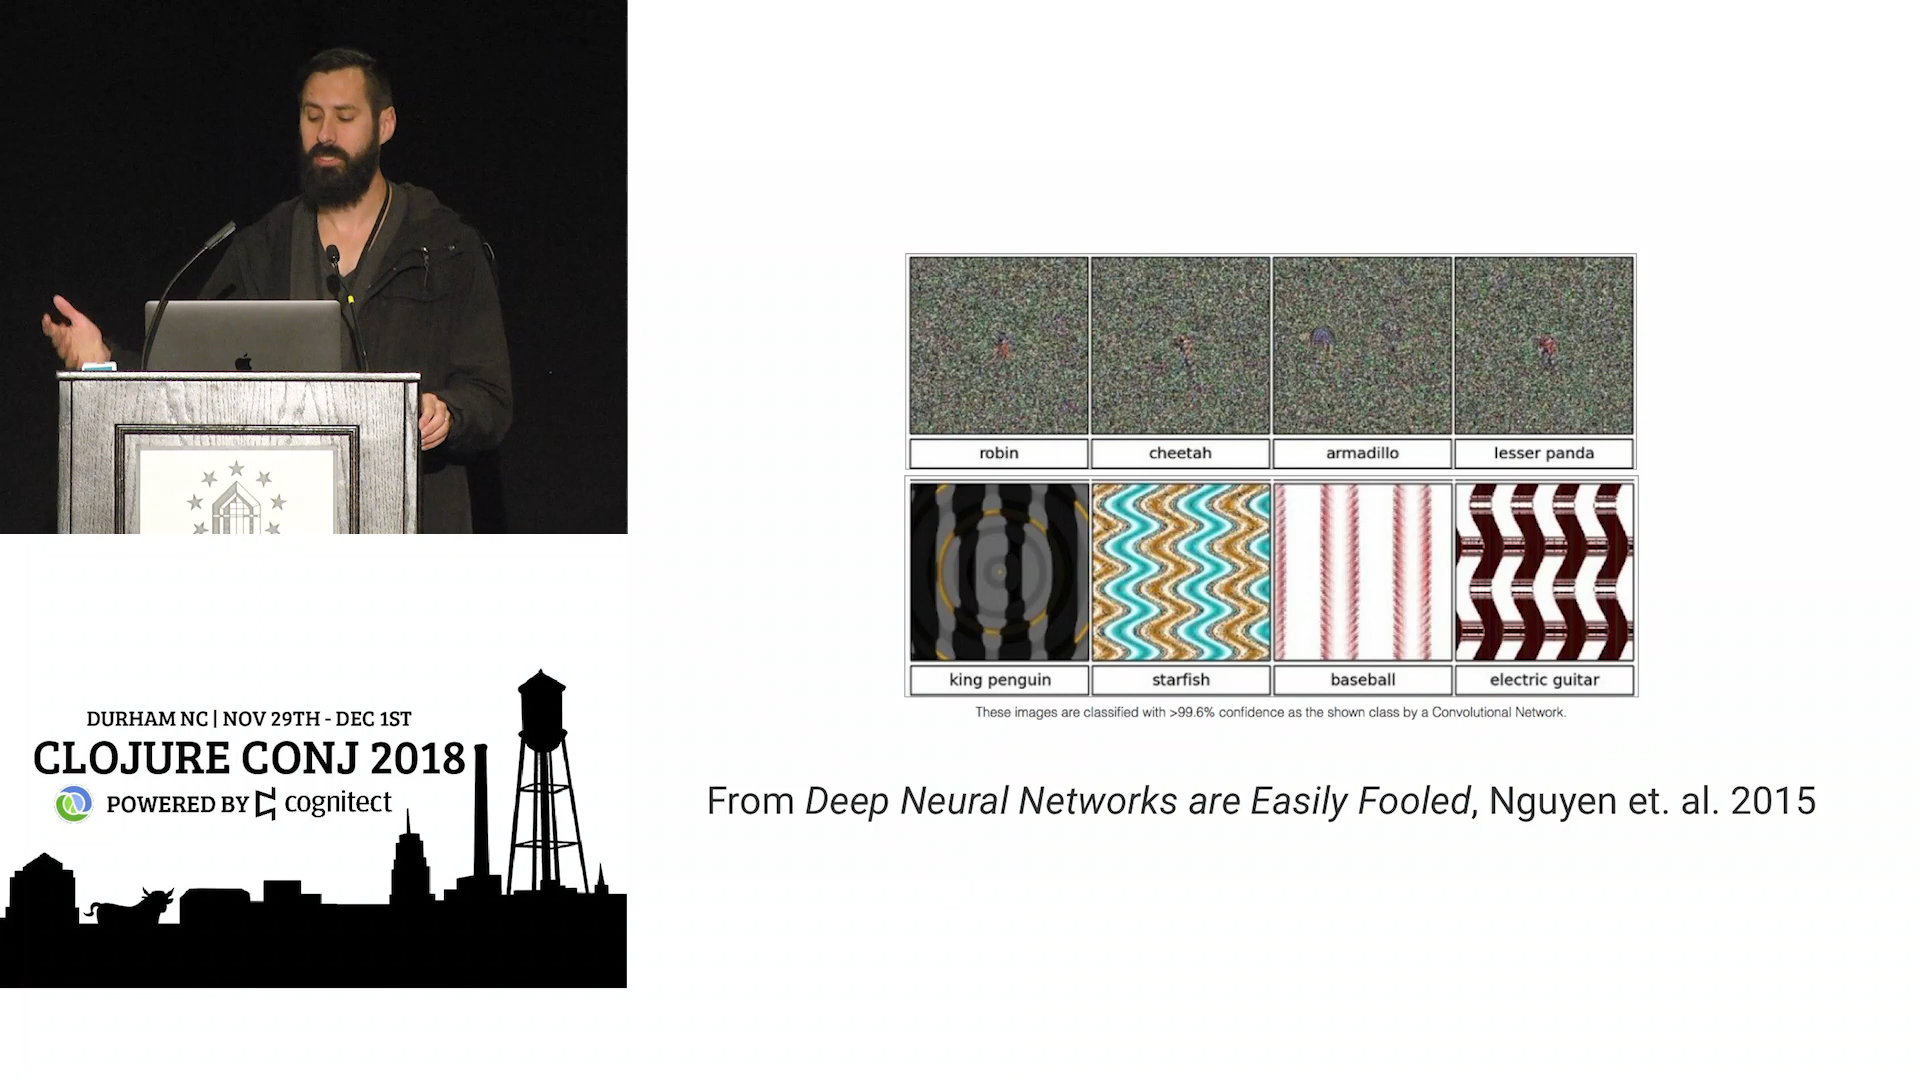 robin cheetah armadillo lesser panda
king penguin starfish baseball electric guitar
These images are classified with >99.6% confidence as the shown class by a Convolutional Network.
From Deep Neural Networks are Easily Fooled, Nguyen et. al. 2015
DURHAM NC | NOV 29TH - DEC 1ST
CLOJURE CONJ 2018
POWERED BY cognitect